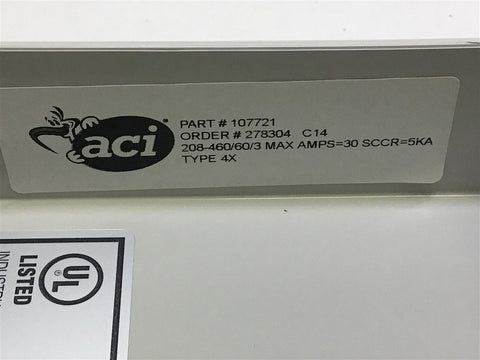 aci
PART # 107721
ORDER # 278304 C14
208-460/60/3 MAX AMPS=30 SCCR=5KA
TYPE 4X
UL
®
LISTED